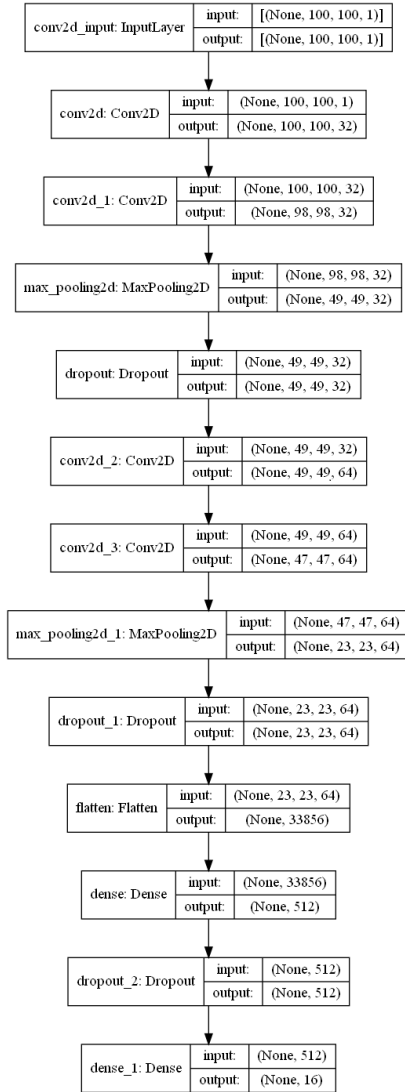 conv2d_input: InputLayer input: [(None, 100, 100, 1)]
output: [(None, 100, 100, 1)]
conv2d: Conv2D input: (None, 100, 100, 1)
output: (None, 100, 100, 32)
conv2d_1: Conv2D input: (None, 100, 100, 32)
output: (None, 98, 98, 32)
max_pooling2d: MaxPooling2D input: (None, 98, 98, 32)
output: (None, 49, 49, 32)
dropout: Dropout input: (None, 49, 49, 32)
output: (None, 49, 49, 32)
conv2d_2: Conv2D input: (None, 49, 49, 32)
output: (None, 49, 49, 64)
conv2d_3: Conv2D input: (None, 49, 49, 64)
output: (None, 47, 47, 64)
max_pooling2d_1: MaxPooling2D input: (None, 47, 47, 64)
output: (None, 23, 23, 64)
dropout_1: Dropout input: (None, 23, 23, 64)
output: (None, 23, 23, 64)
flatten: Flatten input: (None, 23, 23, 64)
output: (None, 33856)
dense: Dense input: (None, 33856)
output: (None, 512)
dropout_2: Dropout input: (None, 512)
output: (None, 512)
dense_1: Dense input: (None, 512)
output: (None, 16)